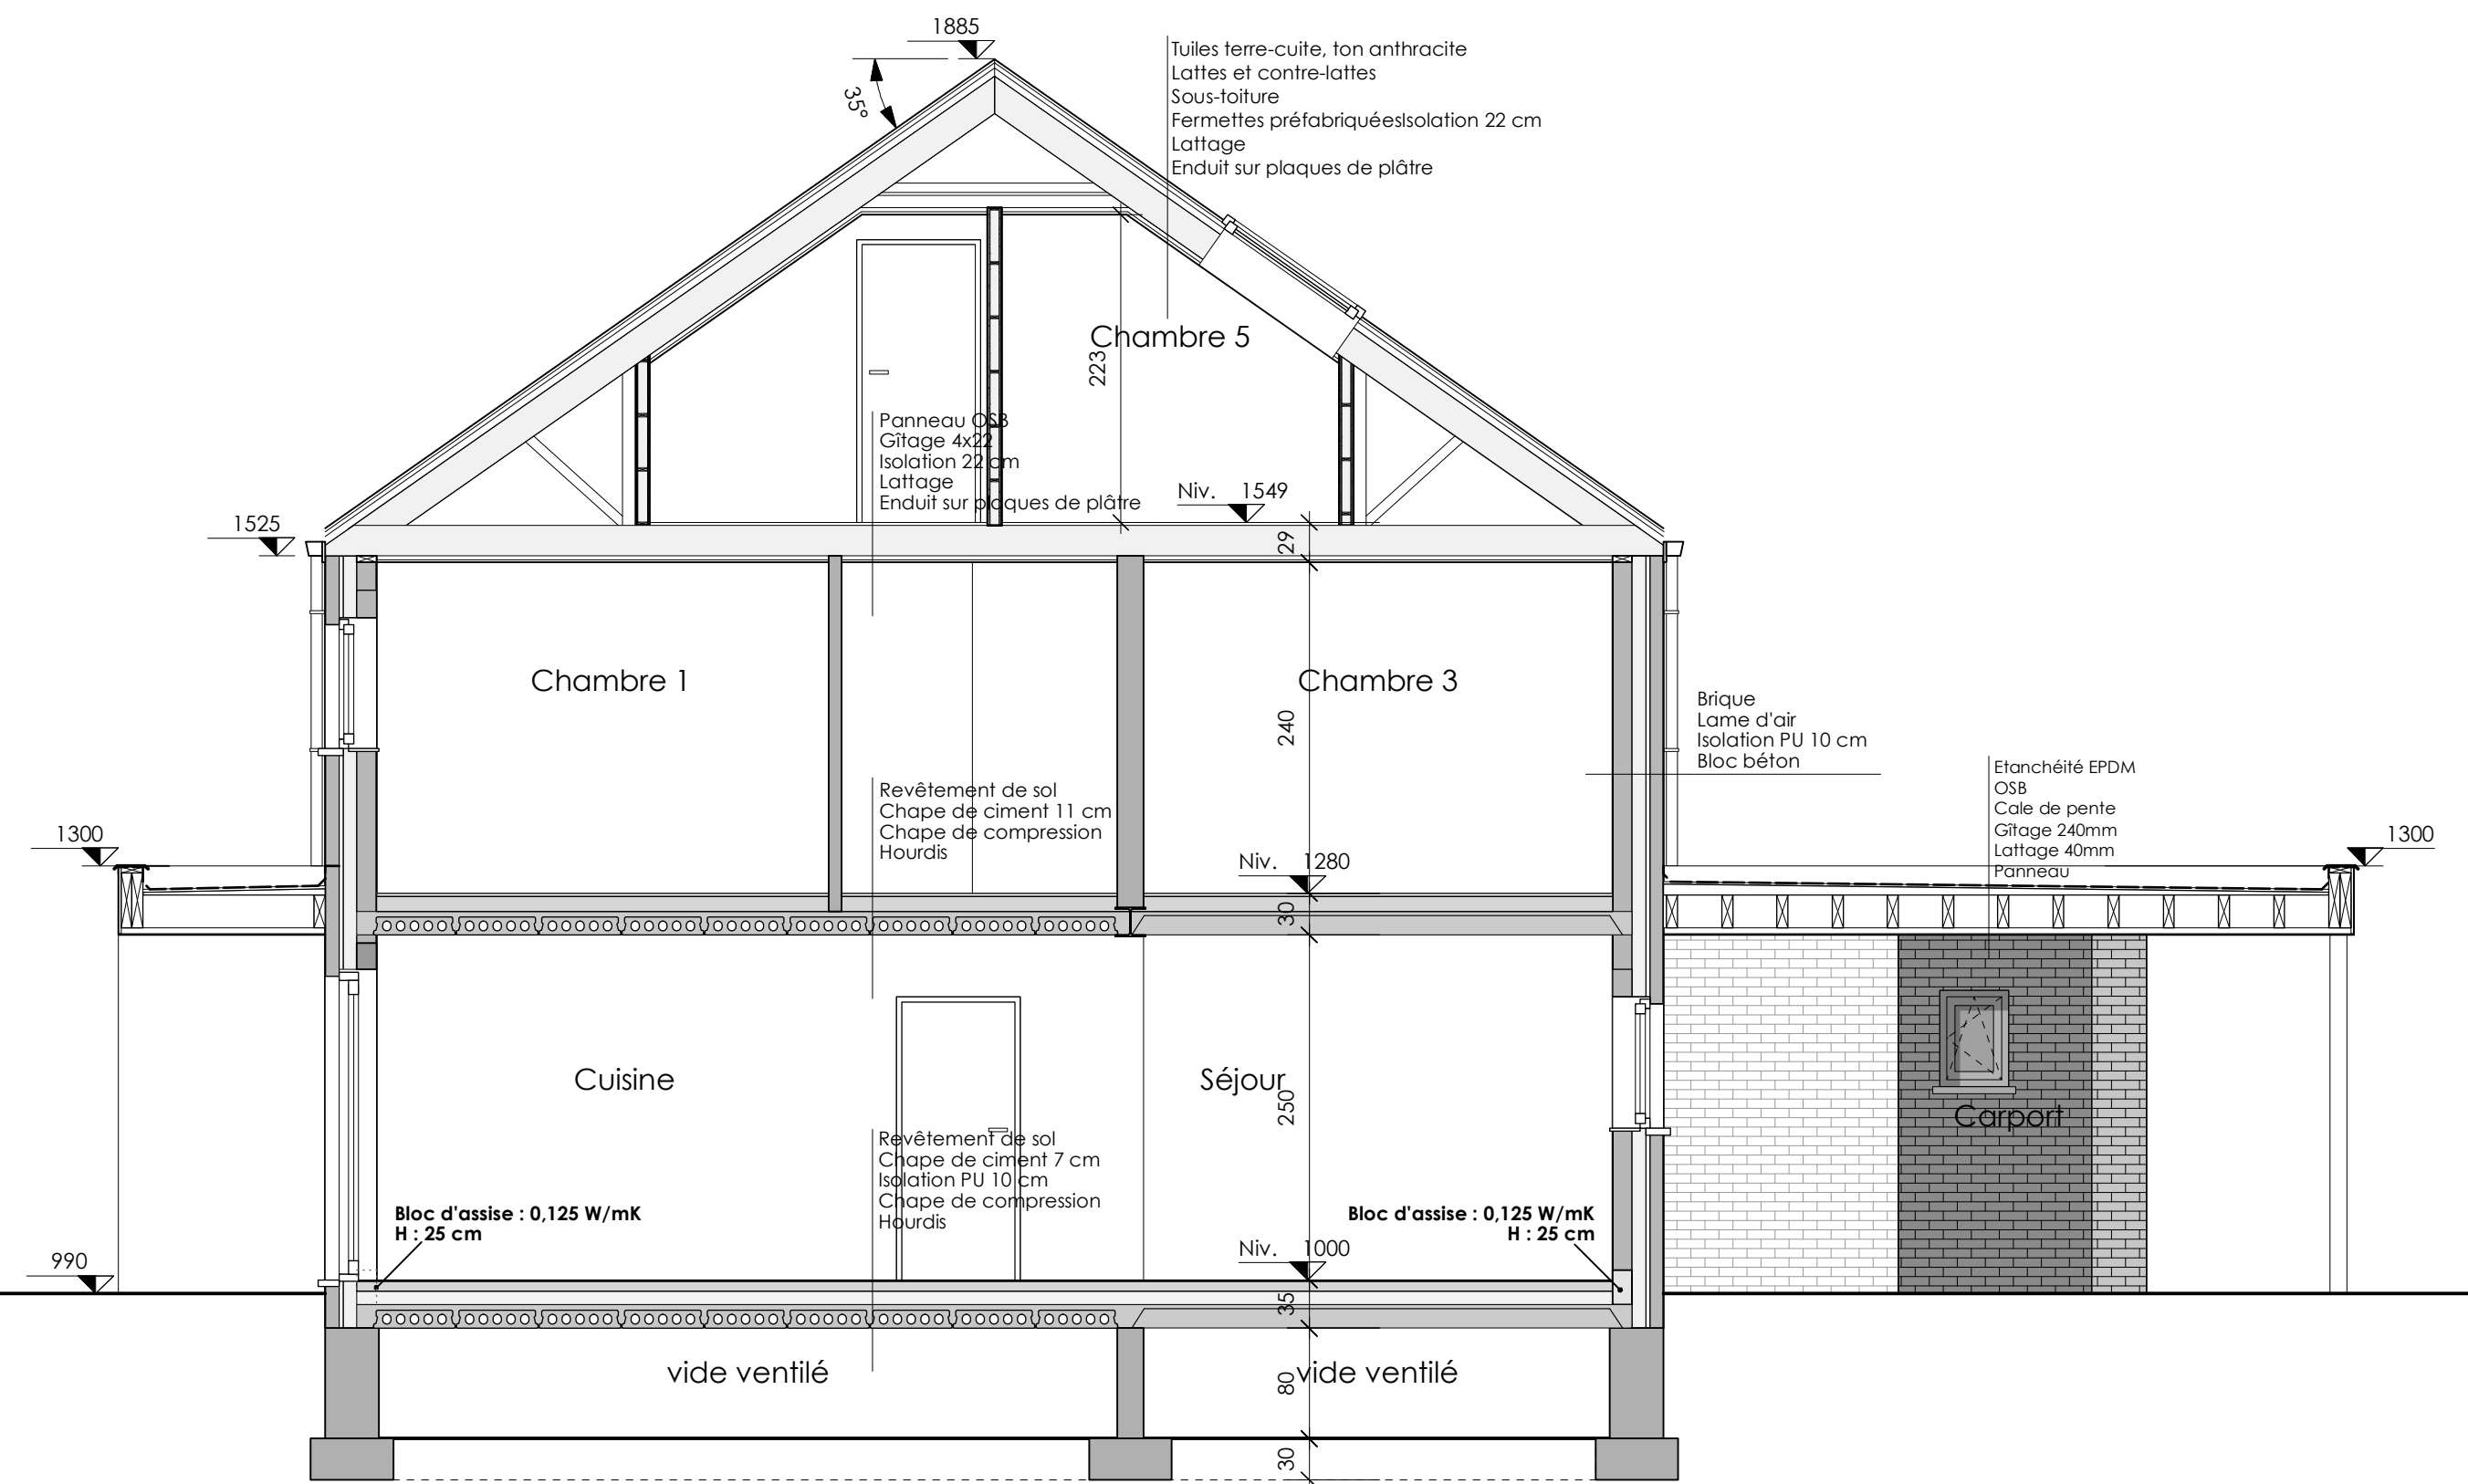 1885
35°
Tuiles terre-cuite, ton anthracite
Lattes et contre-lattes
Sous-toiture
Fermettes préfabriquéesIsolation 22 cm
Lattage
Enduit sur plaques de plâtre
Chambre 5
223
Panneau OSB
Gîtage 4x22
Isolation 22 cm
Lattage
Enduit sur plaques de plâtre
Niv. 1549
1525
29
Chambre 1
Chambre 3
240
Brique
Lame d'air
Isolation PU 10 cm
Bloc béton
Etanchéité EPDM
OSB
Cale de pente
Gîtage 240mm
Lattage 40mm
Panneau
Revêtement de sol
Chape de ciment 11 cm
Chape de compression
Hourdis
1300
1300
Niv. 1280
30
Cuisine
Séjour
250
Carport
Revêtement de sol
Chape de ciment 7 cm
Isolation PU 10 cm
Chape de compression
Hourdis
Bloc d'assise : 0,125 W/mK
H : 25 cm
Bloc d'assise : 0,125 W/mK
H : 25 cm
990
Niv. 1000
35
vide ventilé
vide ventilé
80
30